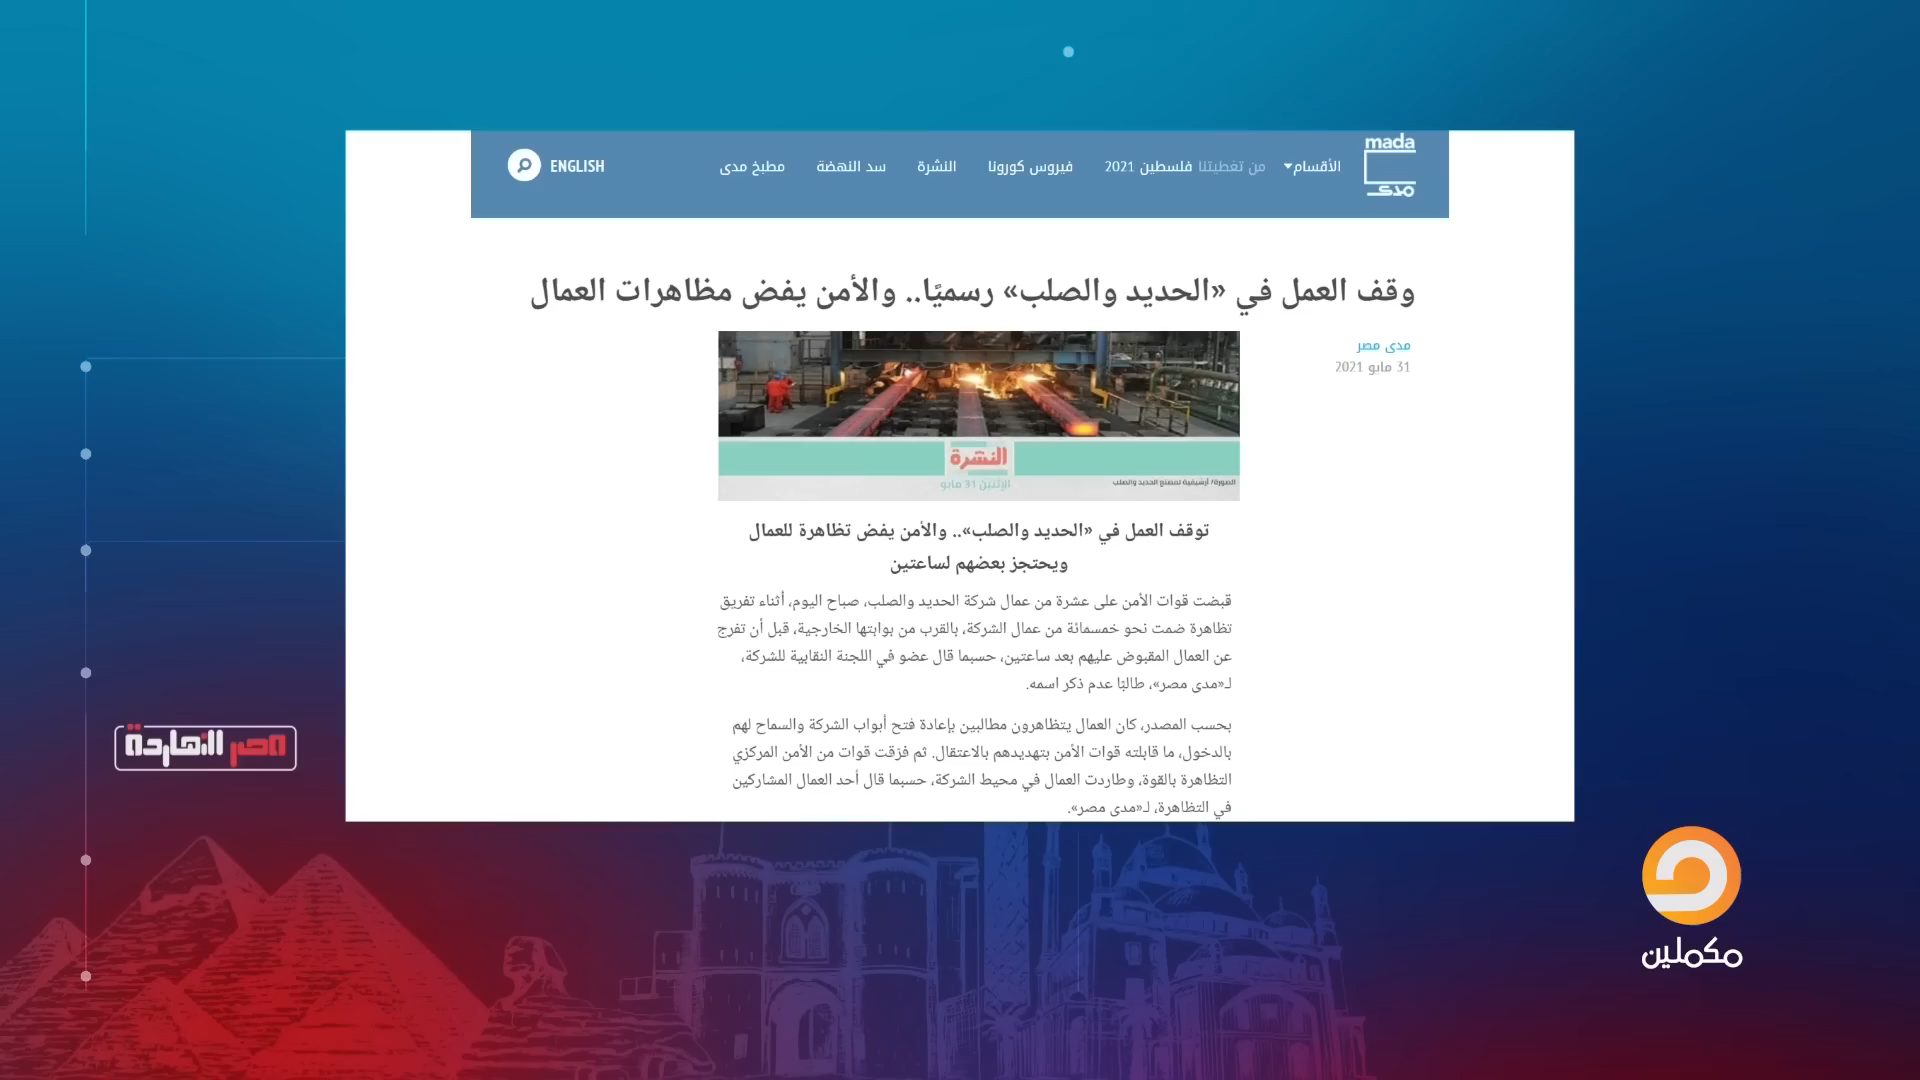 mada
مدى
الأقسام
من تغطيتنا فلسطين 2021
فيروس كورونا
النشرة
سد النهضة
مطبخ مدى
ENGLISH
وقف العمل في «الحديد والصلب» رسميًا.. والأمن يفض مظاهرات العمال
مدى مصر
31 مايو 2021
النشرة
الإثنين 31 مايو
الصورة/ أرشيفية لمصنع الحديد والصلب
توقف العمل في «الحديد والصلب».. والأمن يفض تظاهرة للعمال
ويحتجز بعضهم لساعتين
قبضت قوات الأمن على عشرة من عمال شركة الحديد والصلب، صباح اليوم، أثناء تفريق
تظاهرة ضمت نحو خمسمائة من عمال الشركة، بالقرب من بوابتها الخارجية، قبل أن تفرج
عن العمال المقبوض عليهم بعد ساعتين، حسبما قال عضو في اللجنة النقابية للشركة،
لـ«مدى مصر»، طالبًا عدم ذكر اسمه.
بحسب المصدر، كان العمال يتظاهرون مطالبين بإعادة فتح أبواب الشركة والسماح لهم
بالدخول، ما قابلته قوات الأمن بتهديدهم بالاعتقال. ثم فرّقت قوات من الأمن المركزي
التظاهرة بالقوة، وطاردت العمال في محيط الشركة، حسبما قال أحد العمال المشاركين
في التظاهرة، لـ«مدى مصر».
مصر النهاردة
مكملين